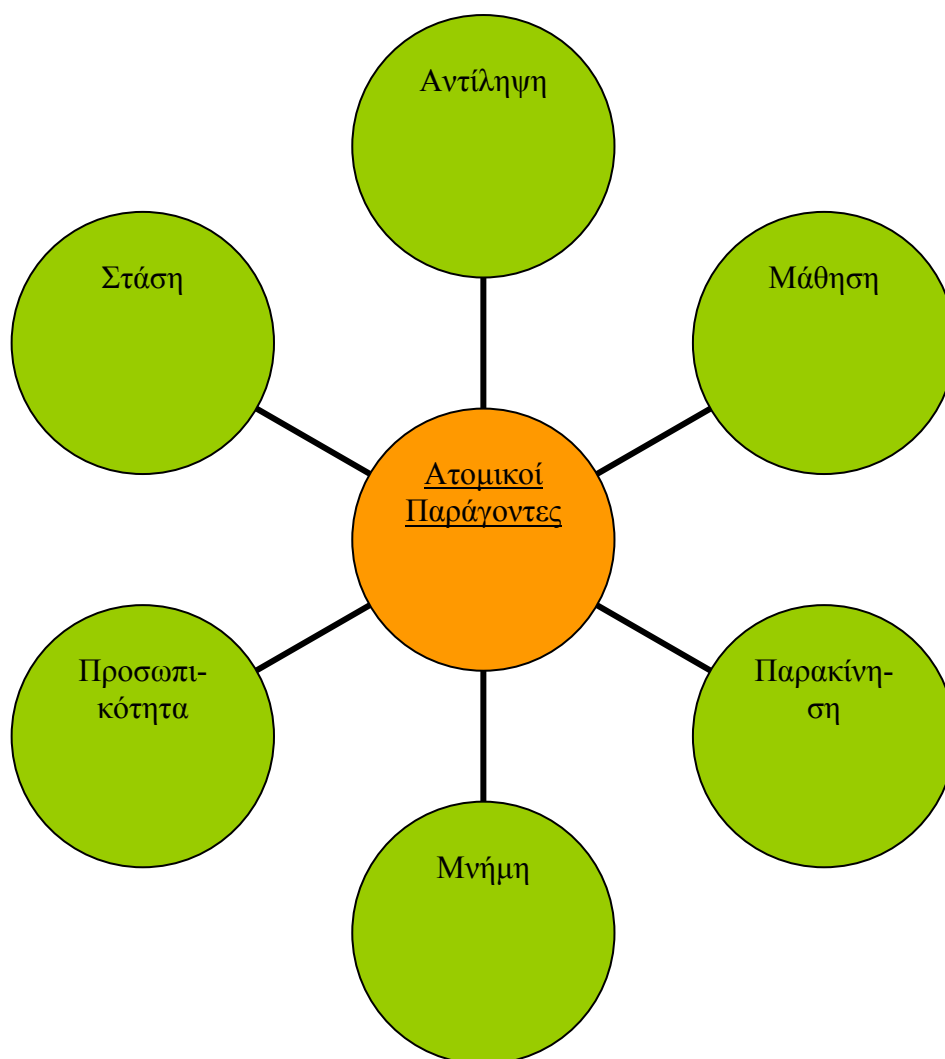 Αντίληψη
Στάση
Μάθηση
Ατομικοί
Παράγοντες
Προσωπι-
κότητα
Παρακίνη-
ση
Μνήμη